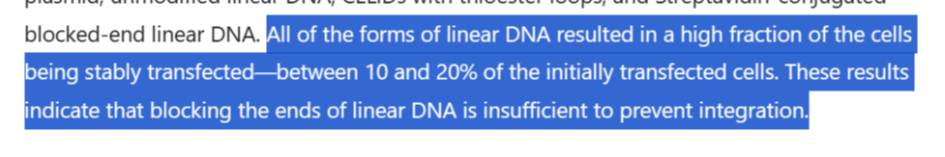 plasmid, unmodified linear DNA, CELiDs with thioester loops, and Streptavidin-conjugated
blocked-end linear DNA. All of the forms of linear DNA resulted in a high fraction of the cells
being stably transfected—between 10 and 20% of the initially transfected cells. These results
indicate that blocking the ends of linear DNA is insufficient to prevent integration.